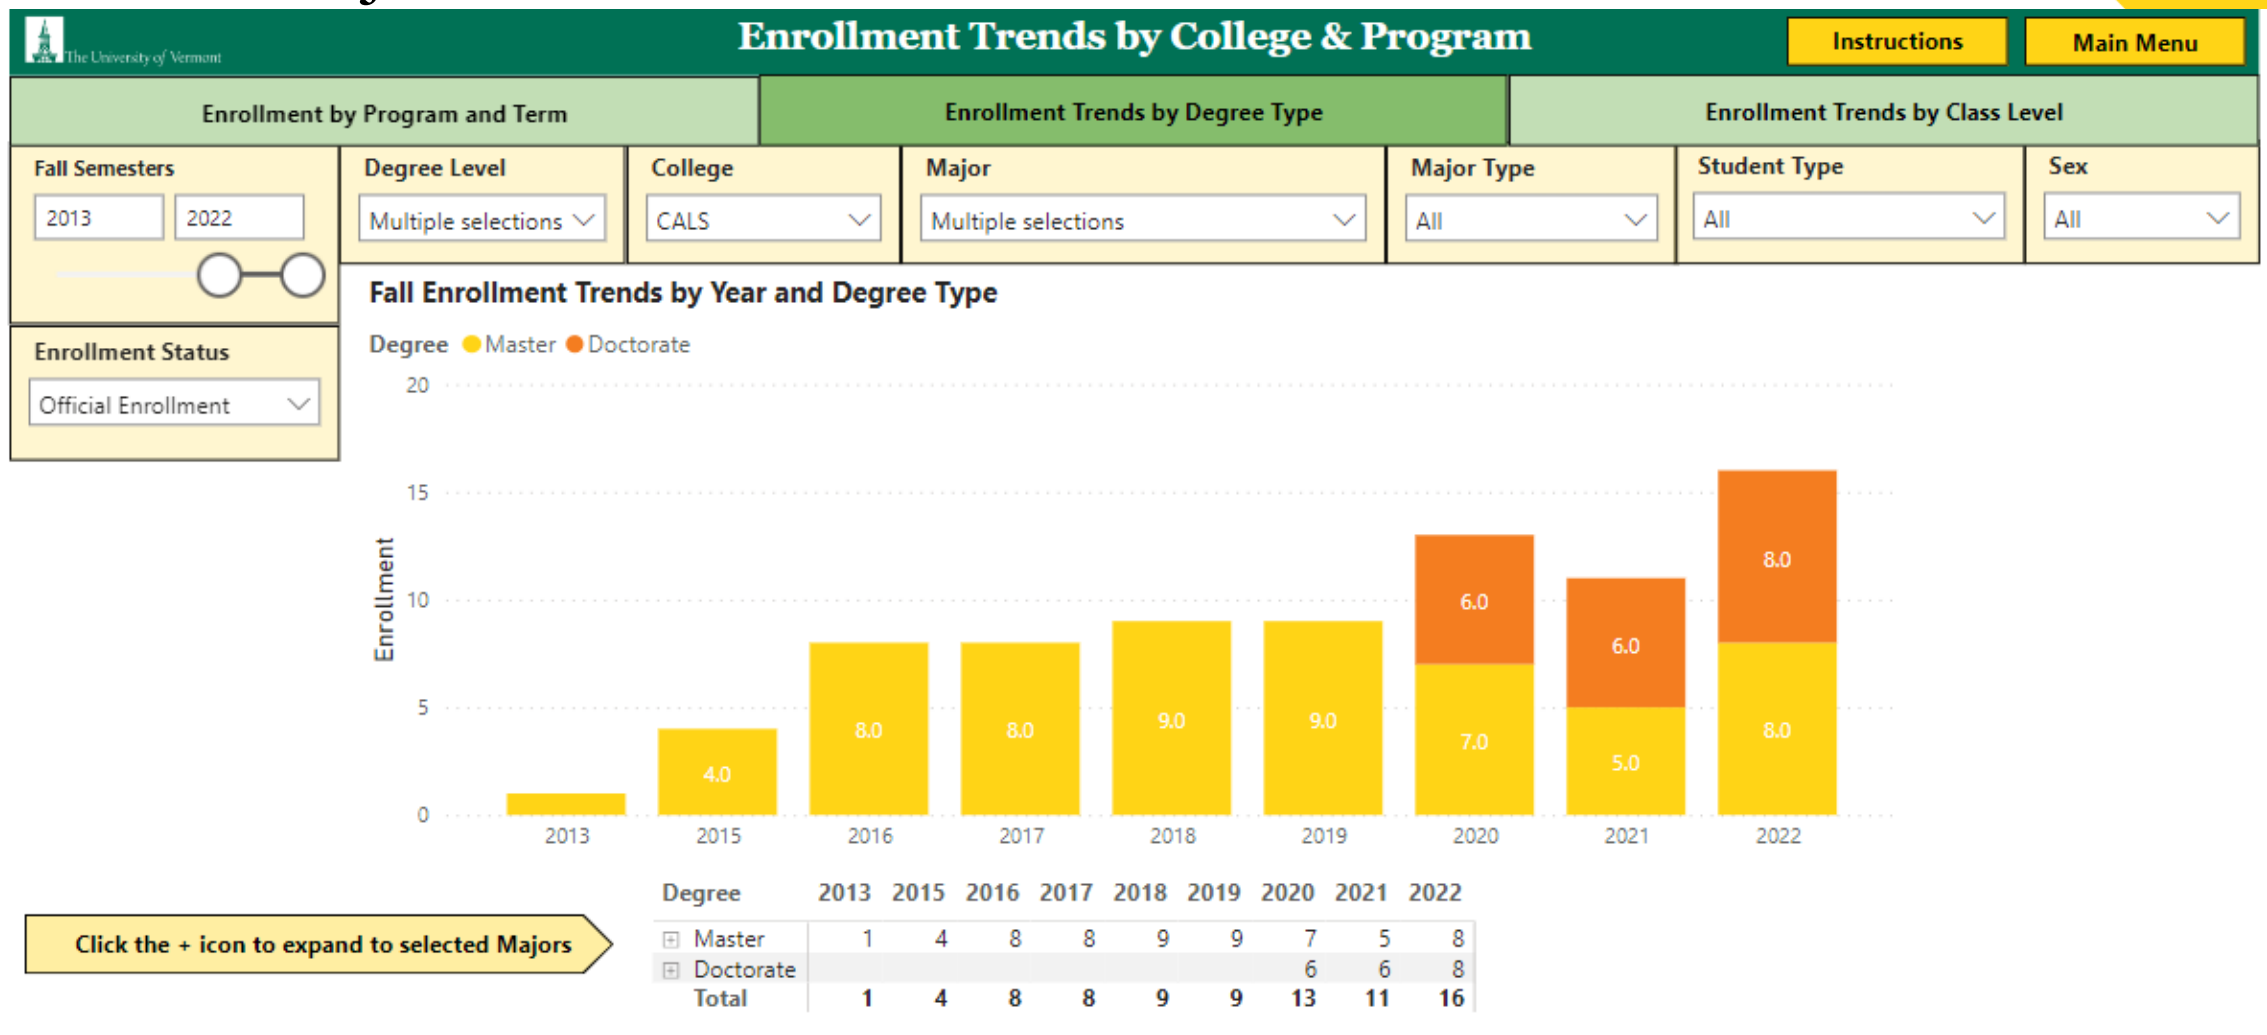 The University of Vermont
Enrollment Trends by College & Program
Instructions
Main Menu
Enrollment by Program and Term
Enrollment Trends by Degree Type
Enrollment Trends by Class Level
Fall Semesters
2013 2022
Degree Level
Multiple selections
College
CALS
Major
Multiple selections
Major Type
All
Student Type
All
Sex
All
Enrollment Status
Official Enrollment
Fall Enrollment Trends by Year and Degree Type
Degree Master Doctorate
Enrollment
20
15
10
5
0
4.0
8.0
8.0
9.0
9.0
6.0
7.0
6.0
5.0
8.0
8.0
2013 2015 2016 2017 2018 2019 2020 2021 2022
Click the + icon to expand to selected Majors
Degree 2013 2015 2016 2017 2018 2019 2020 2021 2022
Master 1 4 8 8 9 9 7 5 8
Doctorate 6 6 8
Total 1 4 8 8 9 9 13 11 16